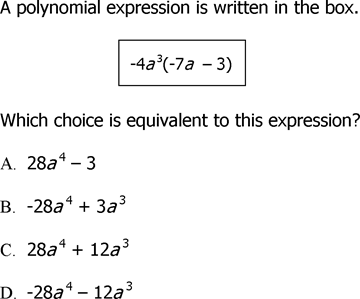 A polynomial expression is written in the box.
-4a³(-7a – 3)
Which choice is equivalent to this expression?
A. 28a⁴ – 3
B. -28a⁴ + 3a³
C. 28a⁴ + 12a³
D. -28a⁴ – 12a³